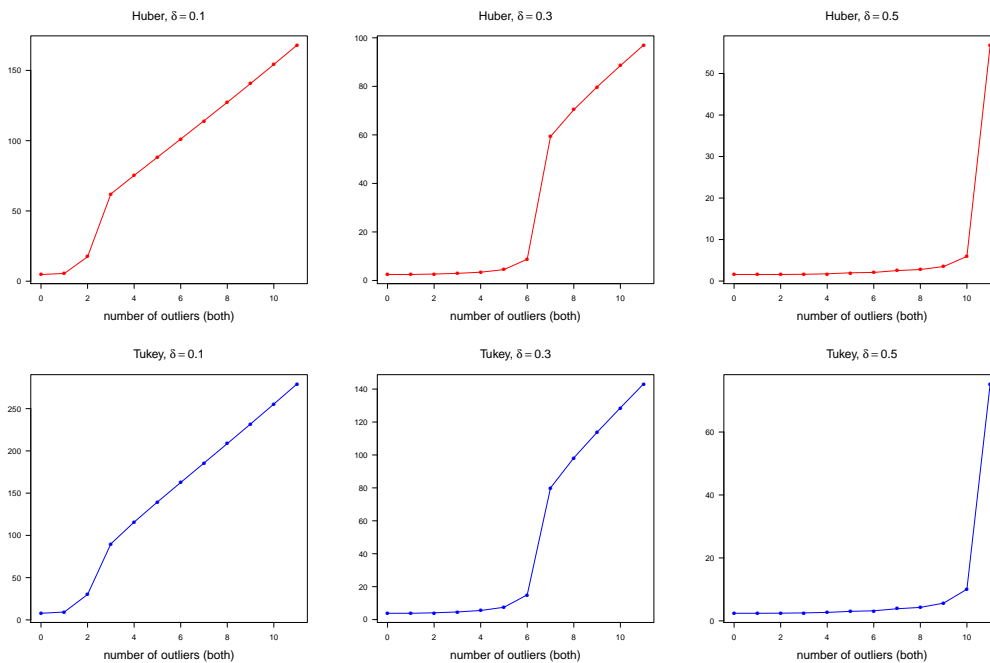 Huber, δ = 0.1
150
100
50
0
0 2 4 6 8 10
number of outliers (both)
Huber, δ = 0.3
100
80
60
40
20
0
0 2 4 6 8 10
number of outliers (both)
Huber, δ = 0.5
50
40
30
20
10
0
0 2 4 6 8 10
number of outliers (both)
Tukey, δ = 0.1
250
200
150
100
50
0
0 2 4 6 8 10
number of outliers (both)
Tukey, δ = 0.3
140
120
100
80
60
40
20
0
0 2 4 6 8 10
number of outliers (both)
Tukey, δ = 0.5
60
40
20
0
0 2 4 6 8 10
number of outliers (both)